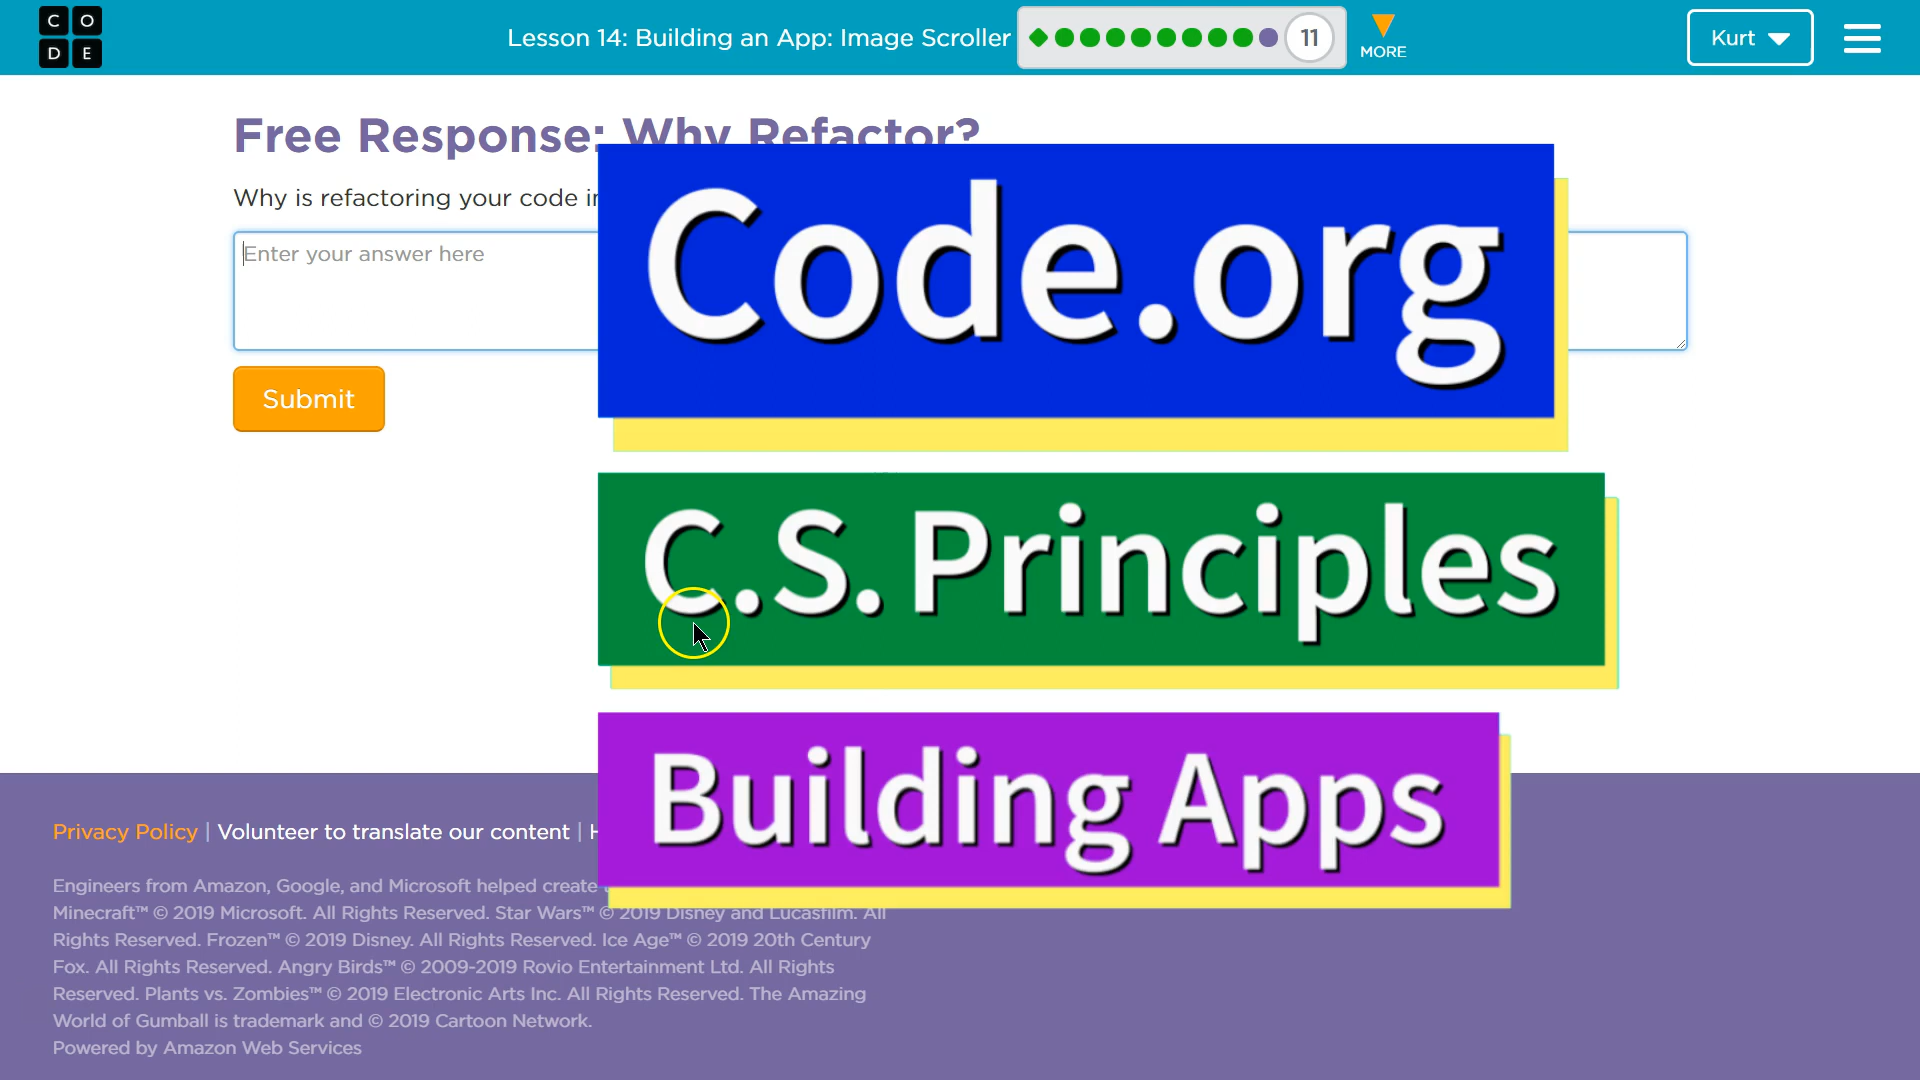 CODE
Lesson 14: Building an App: Image Scroller
11
MORE
Kurt
Free Response: Why Refactor?
Why is refactoring your code
Enter your answer here
Submit
Code.org
C.S. Principles
Building Apps
Privacy Policy | Volunteer to translate our content |
Engineers from Amazon, Google, and Microsoft helped create
Minecraft™ © 2019 Microsoft. All Rights Reserved. Star Wars™ © 2019 Disney and Lucasfilm. All
Rights Reserved. Frozen™ © 2019 Disney. All Rights Reserved. Ice Age™ © 2019 20th Century
Fox. All Rights Reserved. Angry Birds™ © 2009-2019 Rovio Entertainment Ltd. All Rights
Reserved. Plants vs. Zombies™ © 2019 Electronic Arts Inc. All Rights Reserved. The Amazing
World of Gumball is trademark and © 2019 Cartoon Network.
Powered by Amazon Web Services